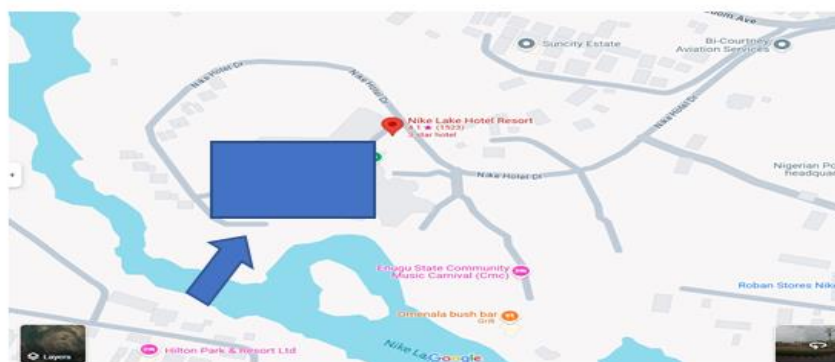 Suncity Estate
Bi-Courtney
Aviation Services
Nike Hotel Dr
Nike Hotel Dr
Nike Hotel Dr
Nike Lake Hotel Resort
4.1 ★ (1523)
3-star hotel
Nike Hotel Dr
Nigerian Po
headquar
Enugu State Community
Music Carnival (Cmc)
Roban Stores Nik
Omenala bush bar
Grill
Nike La
Google
Layers
Hilton Park & Resort Ltd